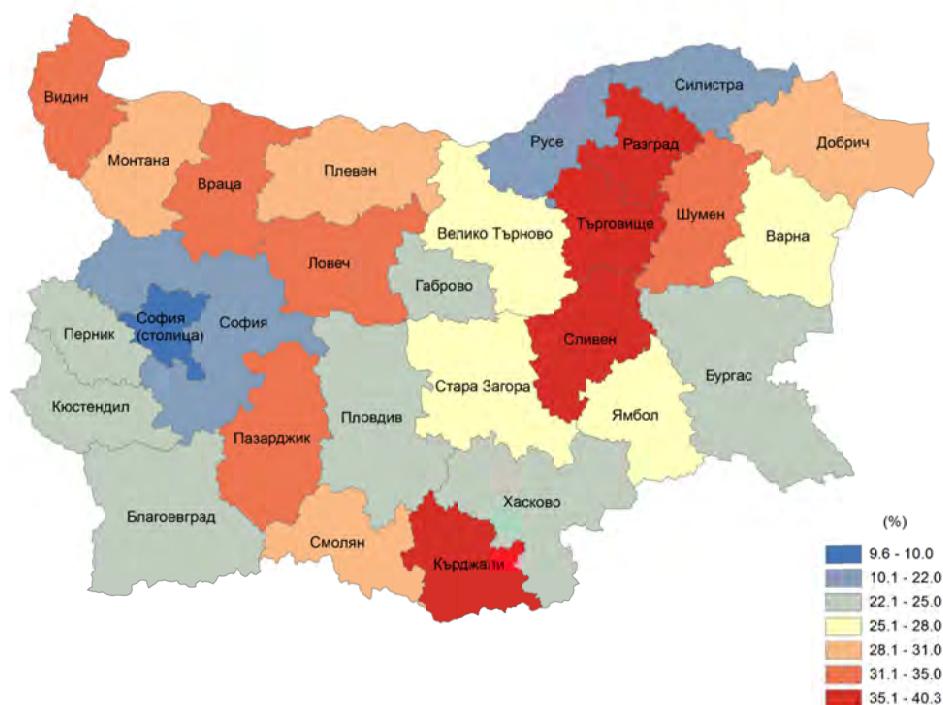 Видин
Монтана
Враца
Плевен
Ловеч
Велико Търново
Габрово
Русе
Силистра
Разград
Търговище
Шумен
Добрич
Варна
София
(столица)
София
Перник
Кюстендил
Благоевград
Пазарджик
Пловдив
Стара Загора
Сливен
Ямбол
Бургас
Хасково
Смолян
Кърджали
(%)
9.6 - 10.0
10.1 - 22.0
22.1 - 25.0
25.1 - 28.0
28.1 - 31.0
31.1 - 35.0
35.1 - 40.3